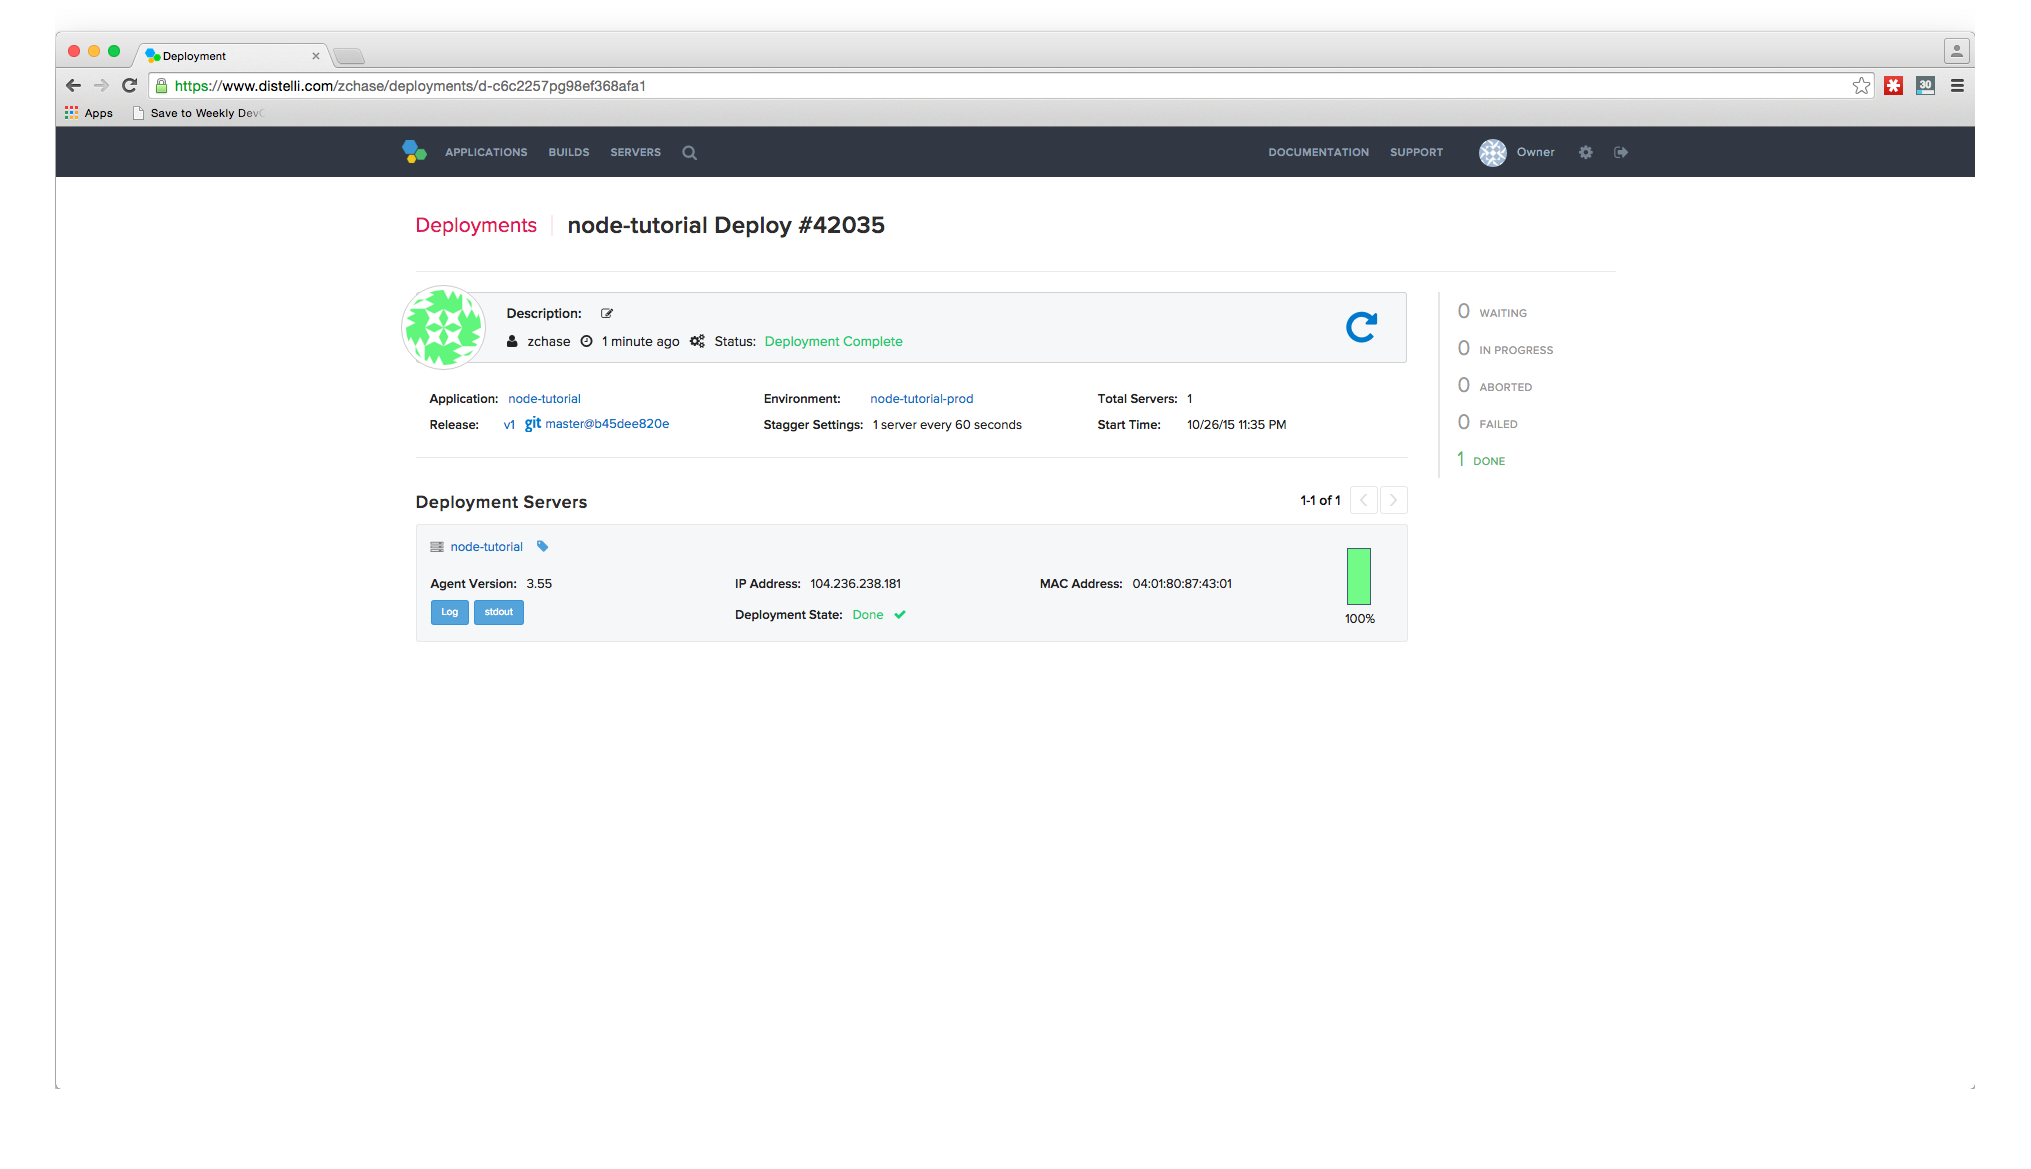 Deployment
https://www.distelli.com/zchase/deployments/d-c6c2257pg98ef368afa1
30
Apps Save to Weekly Dev
APPLICATIONS BUILDS SERVERS DOCUMENTATION SUPPORT Owner
Deployments node-tutorial Deploy #42035
Description:
zchase 1 minute ago Status: Deployment Complete
Application: node-tutorial Environment: node-tutorial-prod Total Servers: 1
Release: v1 git master@b45dee820e Stagger Settings: 1 server every 60 seconds Start Time: 10/26/15 11:35 PM
0 WAITING
0 IN PROGRESS
0 ABORTED
0 FAILED
1 DONE
Deployment Servers 1-1 of 1
node-tutorial
Agent Version: 3.55 IP Address: 104.236.238.181 MAC Address: 04:01:80:87:43:01
Log stdout Deployment State: Done 100%